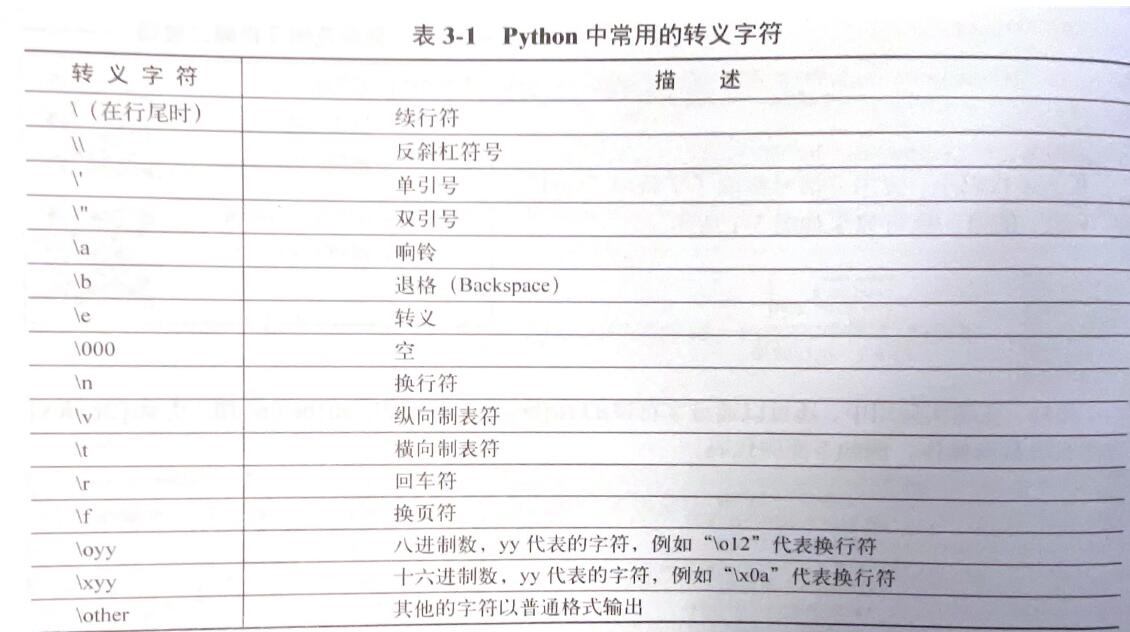 表 3-1 Python 中常用的转义字符
转义字符 描述
\（在行尾时） 续行符
\\ 反斜杠符号
\' 单引号
\" 双引号
\a 响铃
\b 退格（Backspace）
\e 转义
\000 空
\n 换行符
\v 纵向制表符
\t 横向制表符
\r 回车符
\f 换页符
\oyy 八进制数，yy 代表的字符，例如“\o12”代表换行符
\xyy 十六进制数，yy 代表的字符，例如“\x0a”代表换行符
\other 其他的字符以普通格式输出